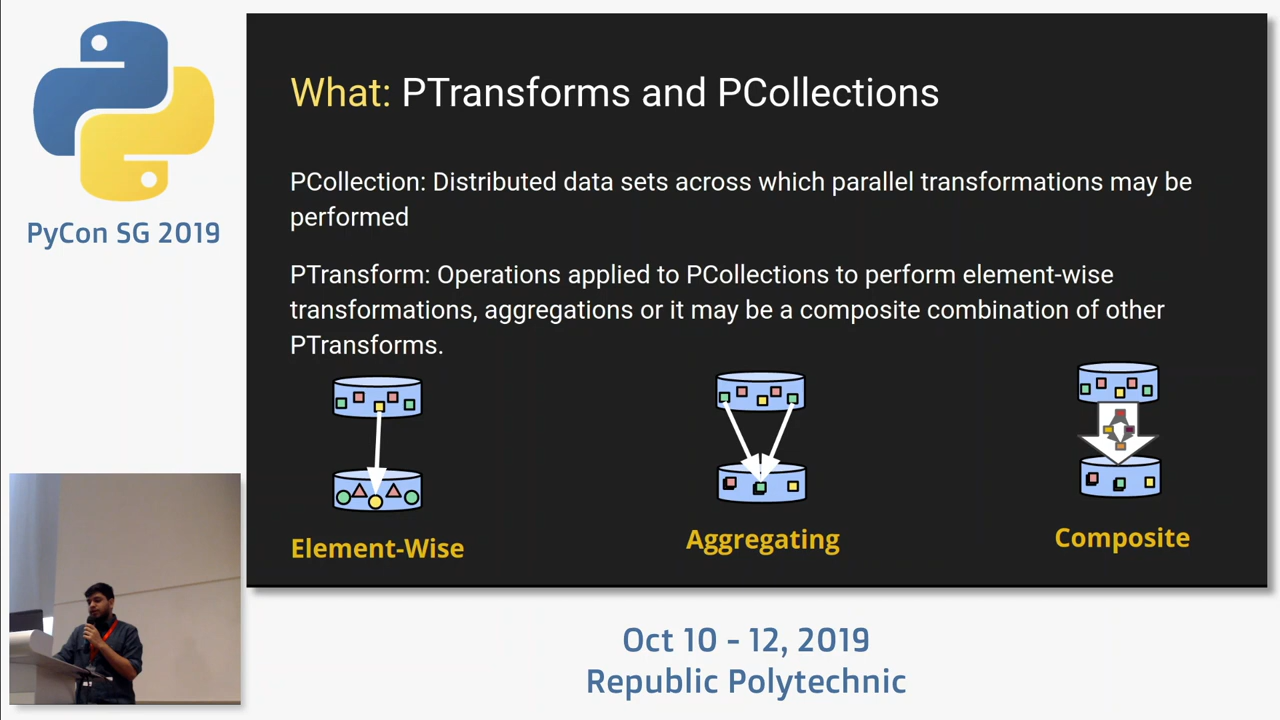 PyCon SG 2019
What: PTransforms and PCollections
PCollection: Distributed data sets across which parallel transformations may be
performed
PTransform: Operations applied to PCollections to perform element-wise
transformations, aggregations or it may be a composite combination of other
PTransforms.
Element-Wise
Aggregating
Composite
Oct 10 - 12, 2019
Republic Polytechnic